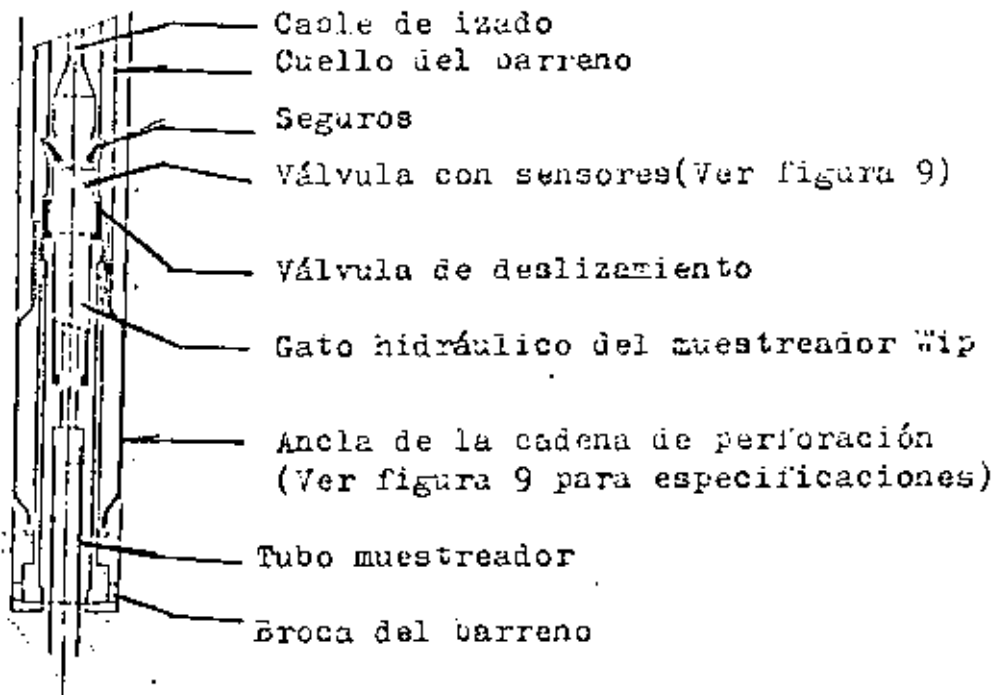 Cable de izado
Cuello del barreno
Seguros
Válvula con sensores(Ver figura 9)
Válvula de deslizamiento
Gato hidráulico del muestreador Wip
Ancla de la cadena de perforación
(Ver figura 9 para especificaciones)
Tubo muestreador
Broca del barreno